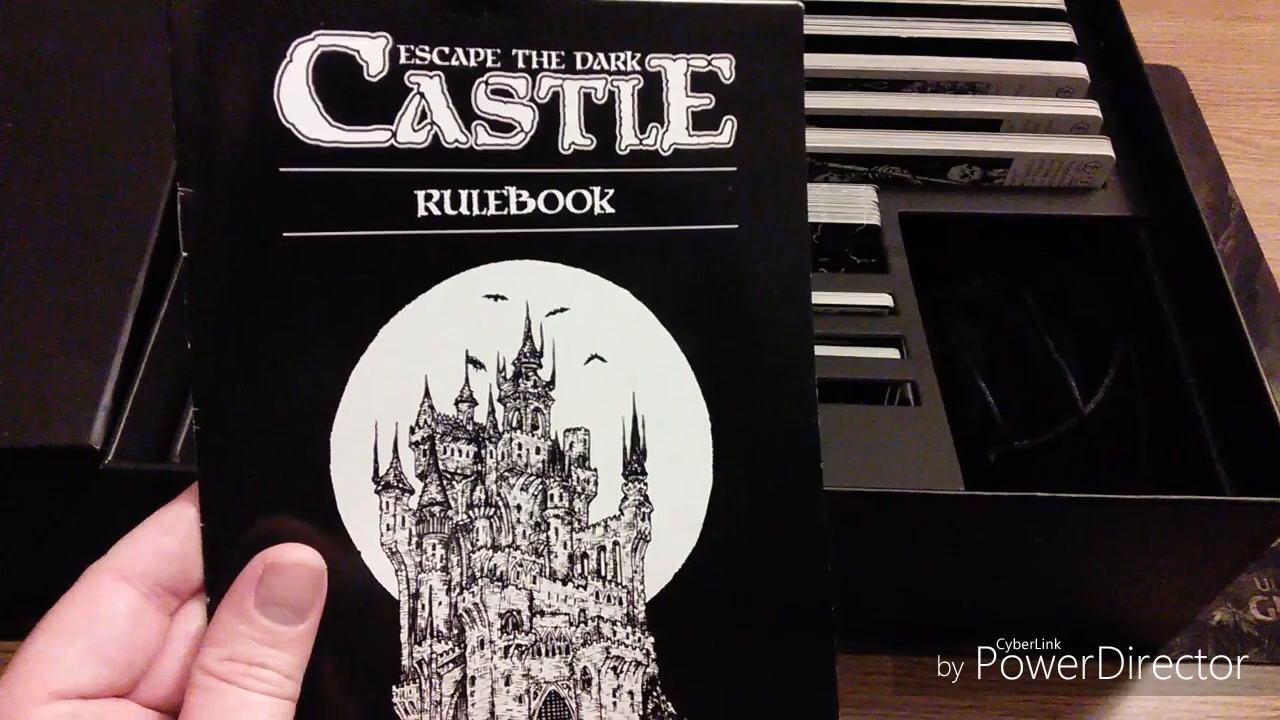 ESCAPE THE DARK
CASTLE
RULEBOOK
CyberLink
by PowerDirector